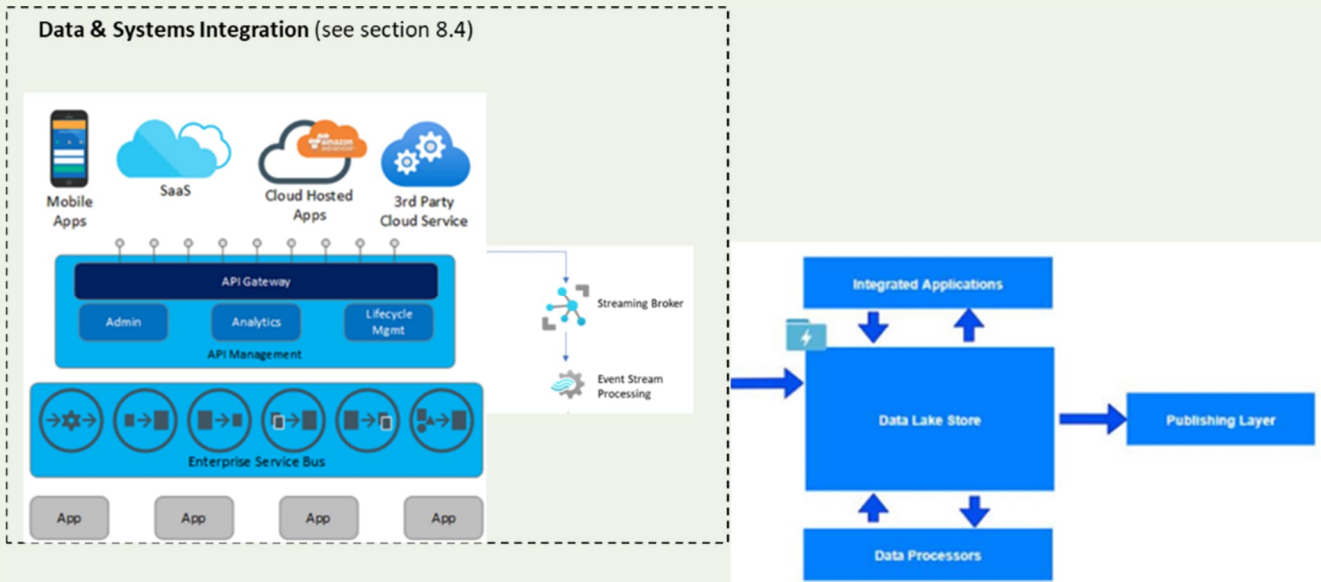 Data & Systems Integration (see section 8.4)
Mobile
Apps
SaaS
amazon
Cloud Hosted
Apps
3rd Party
Cloud Service
API Gateway
Admin
Analytics
Lifecycle
Mgmt
API Management
Enterprise Service Bus
App
App
App
App
Streaming Broker
Event Stream
Processing
Integrated Applications
Data Lake Store
Publishing Layer
Data Processors